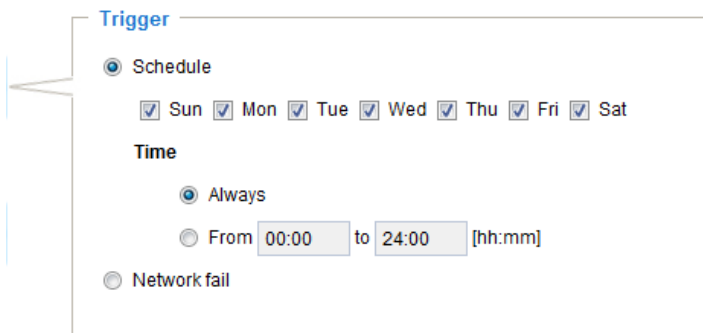 Trigger
Schedule
Sun Mon Tue Wed Thu Fri Sat
Time
Always
From 00:00 to 24:00 [hh:mm]
Network fail